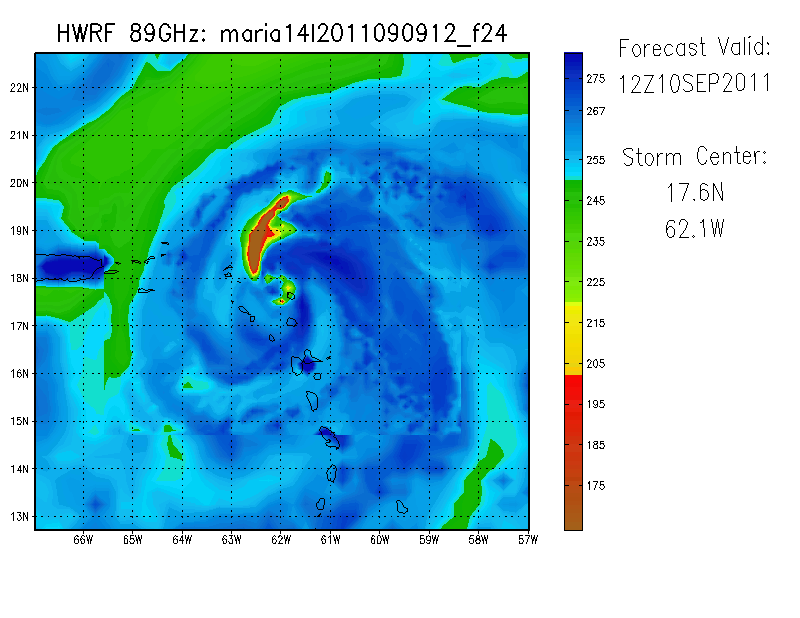 HWRF 89GHz: maria14l2011090912_f24
Forecast Valid:
12Z10SEP2011
Storm Center:
17.6N
62.1W
22N
21N
20N
19N
18N
17N
16N
15N
14N
13N
66W 65W 64W 63W 62W 61W 60W 59W 58W 57W
275
267
255
245
235
225
215
205
195
185
175